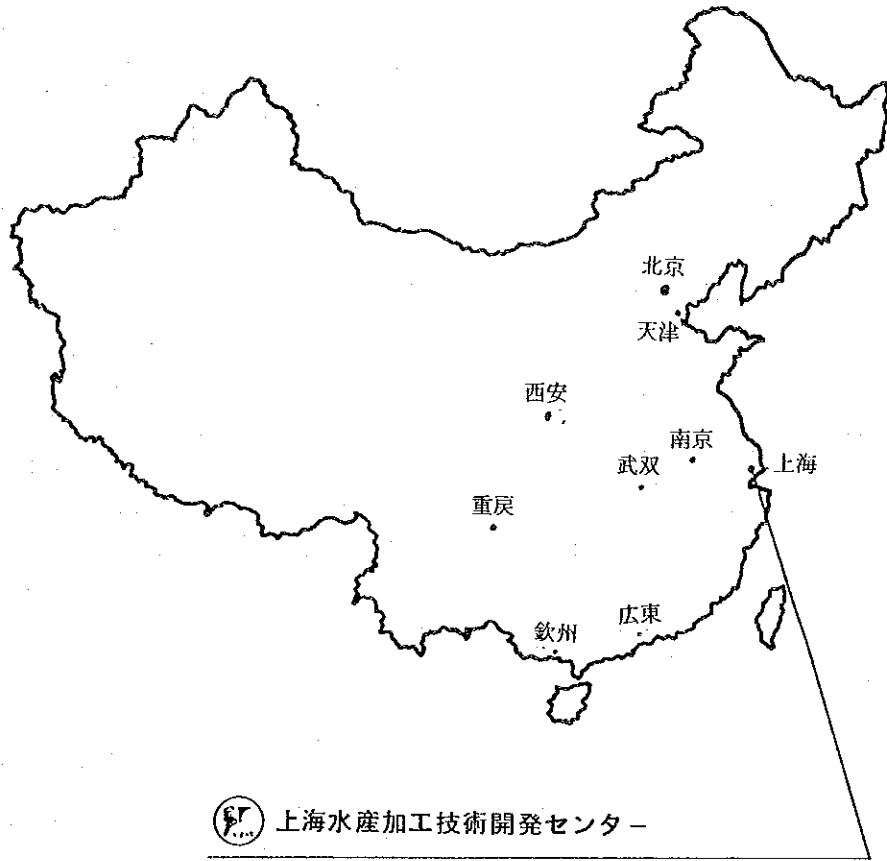 北京
天津
西安
南京
武双
上海
重戻
広東
欽州
上海水産加工技術開発センター